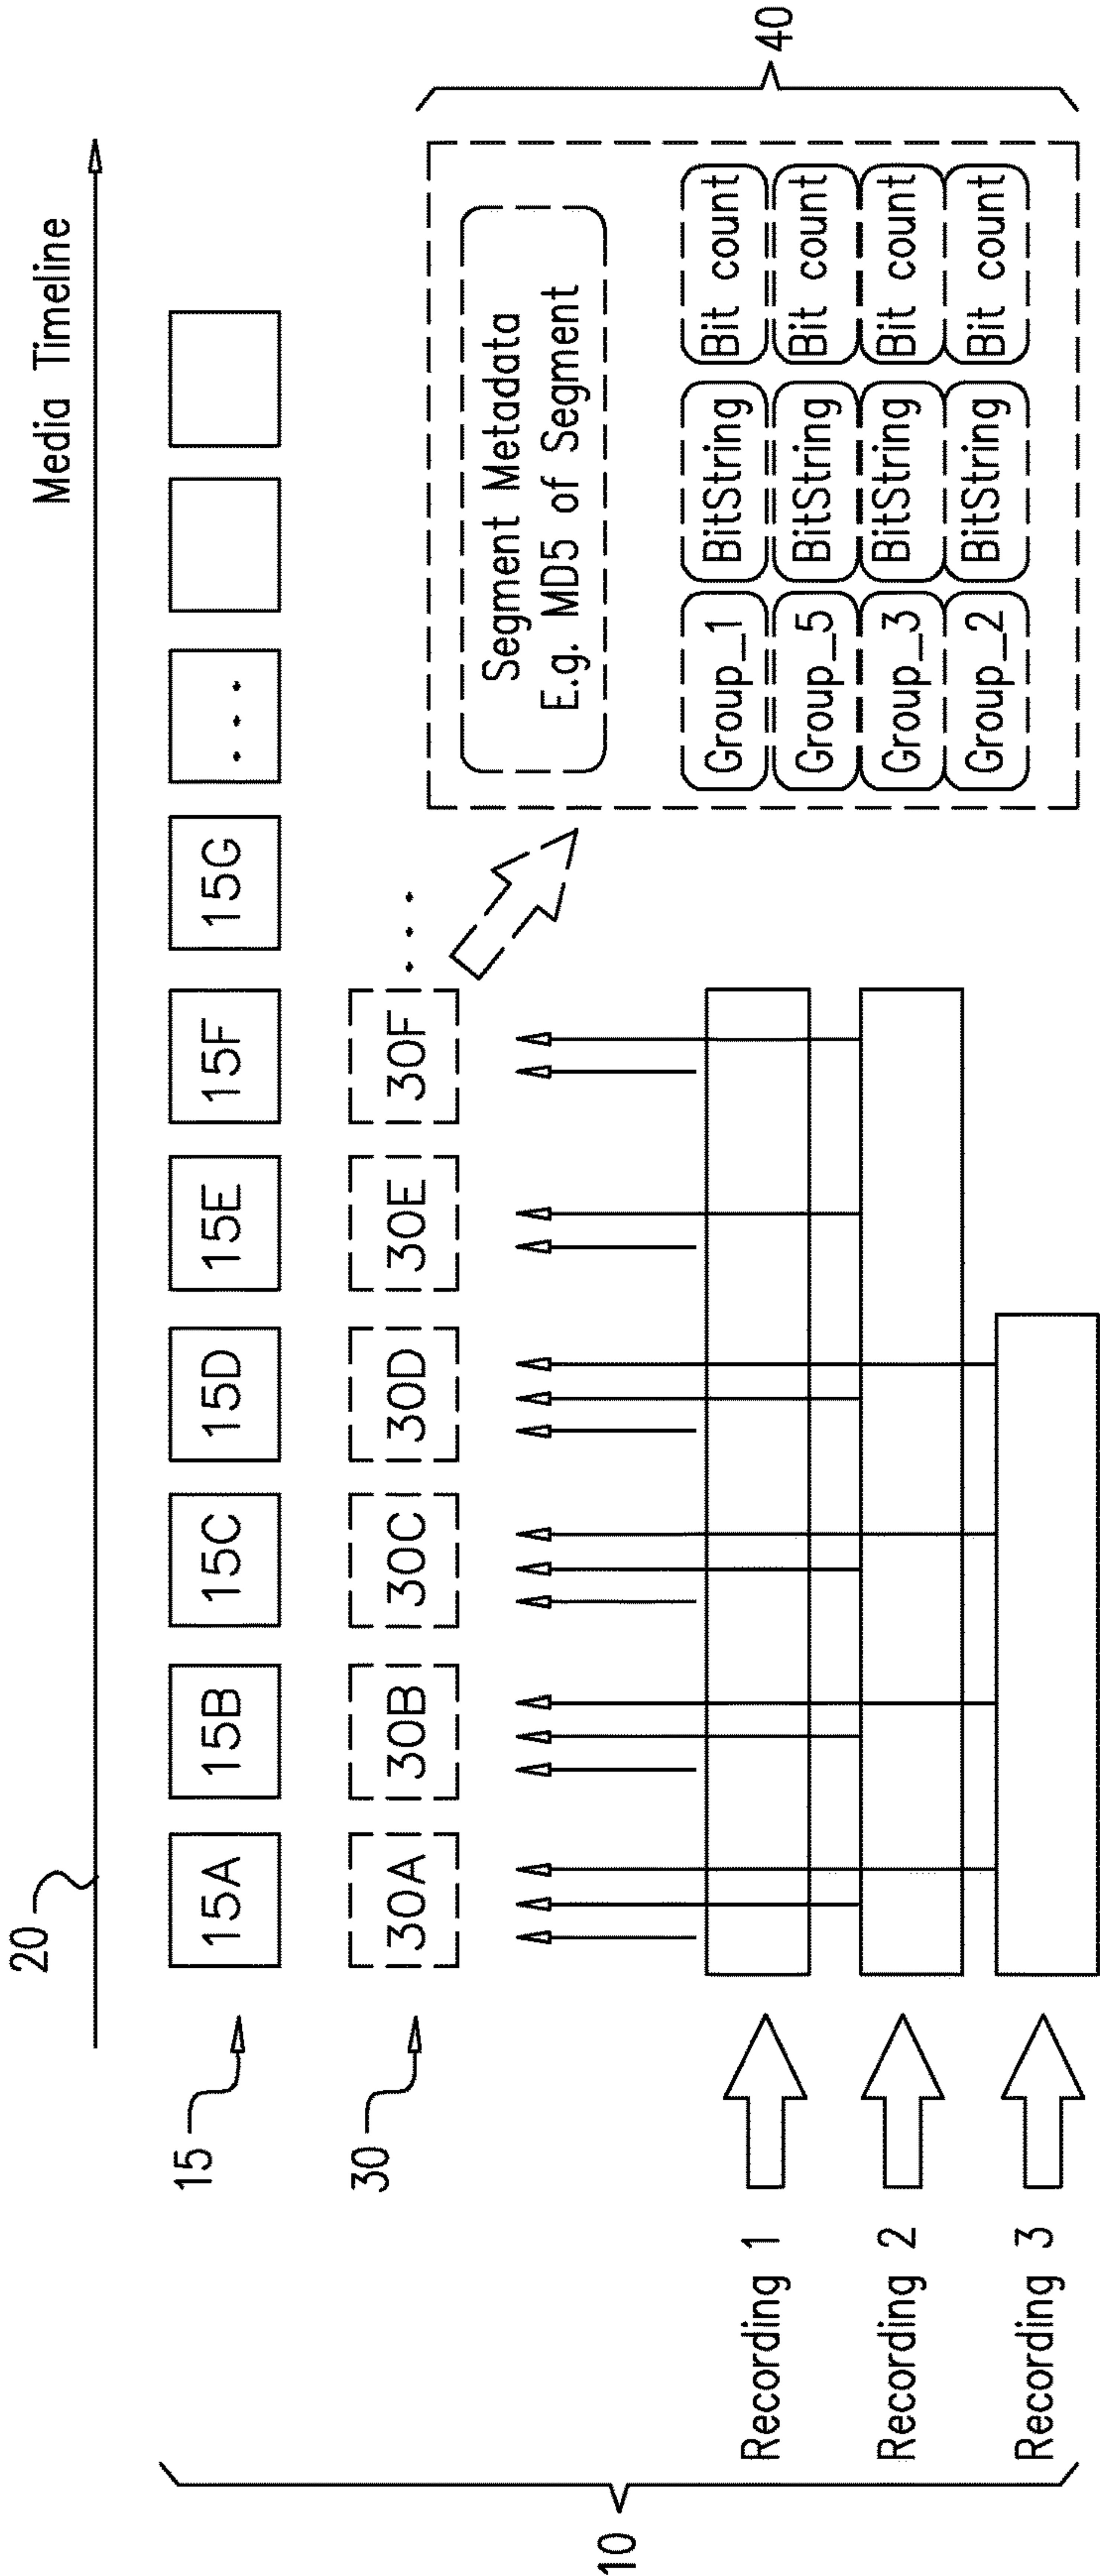 20
Media Timeline
15
15A 15B 15C 15D 15E 15F 15G ...
30
30A 30B 30C 30D 30E 30F ...
Segment Metadata
E.g. MD5 of Segment
Group_1 BitString Bit count
Group_5 BitString Bit count
Group_3 BitString Bit count
Group_2 BitString Bit count
40
10
Recording 1
Recording 2
Recording 3